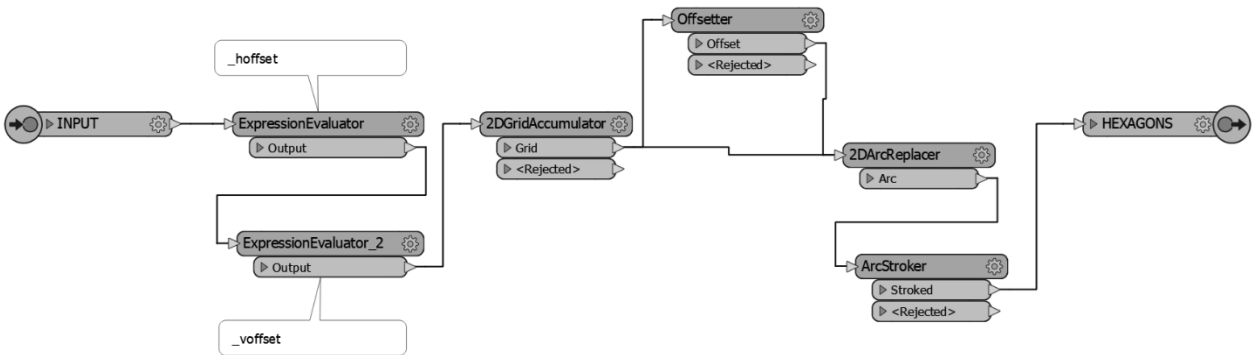 _hoffset
INPUT
ExpressionEvaluator
Output
ExpressionEvaluator_2
Output
_voffset
2DGridAccumulator
Grid
<Rejected>
Offsetter
Offset
<Rejected>
2DArcReplacer
Arc
ArcStroker
Stroked
<Rejected>
HEXAGONS